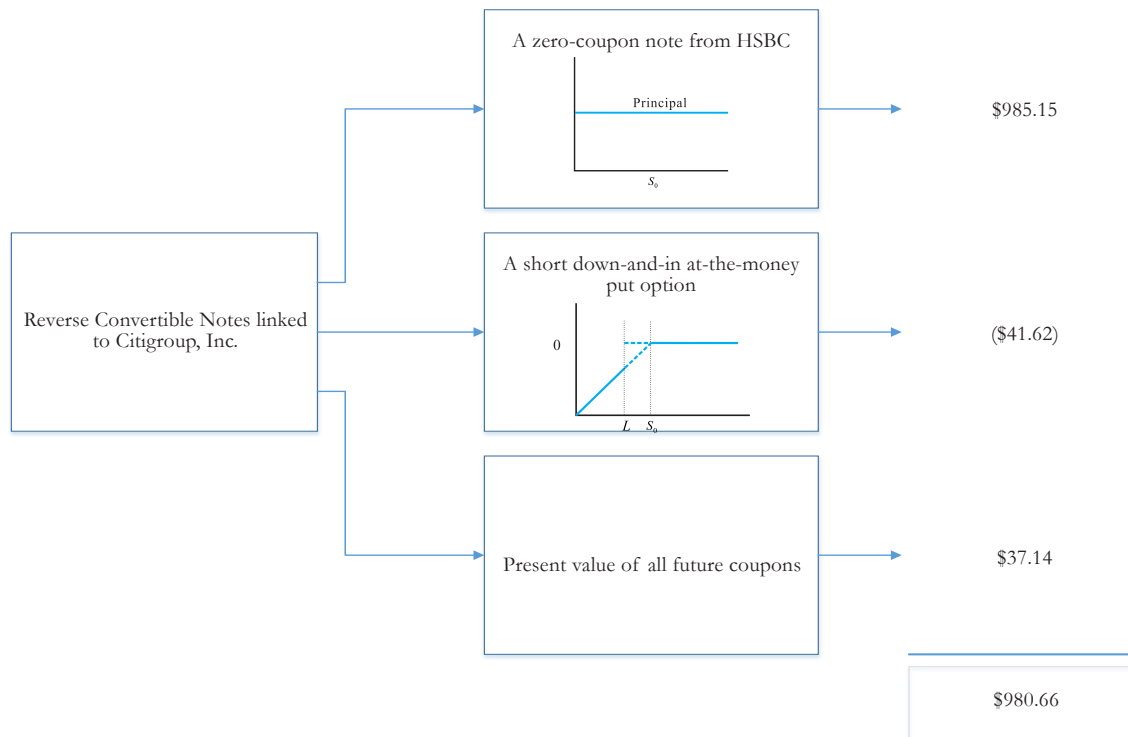 A zero-coupon note from HSBC
Principal
S₀
$985.15
Reverse Convertible Notes linked
to Citigroup, Inc.
A short down-and-in at-the-money
put option
0
L S₀
($41.62)
Present value of all future coupons
$37.14
$980.66